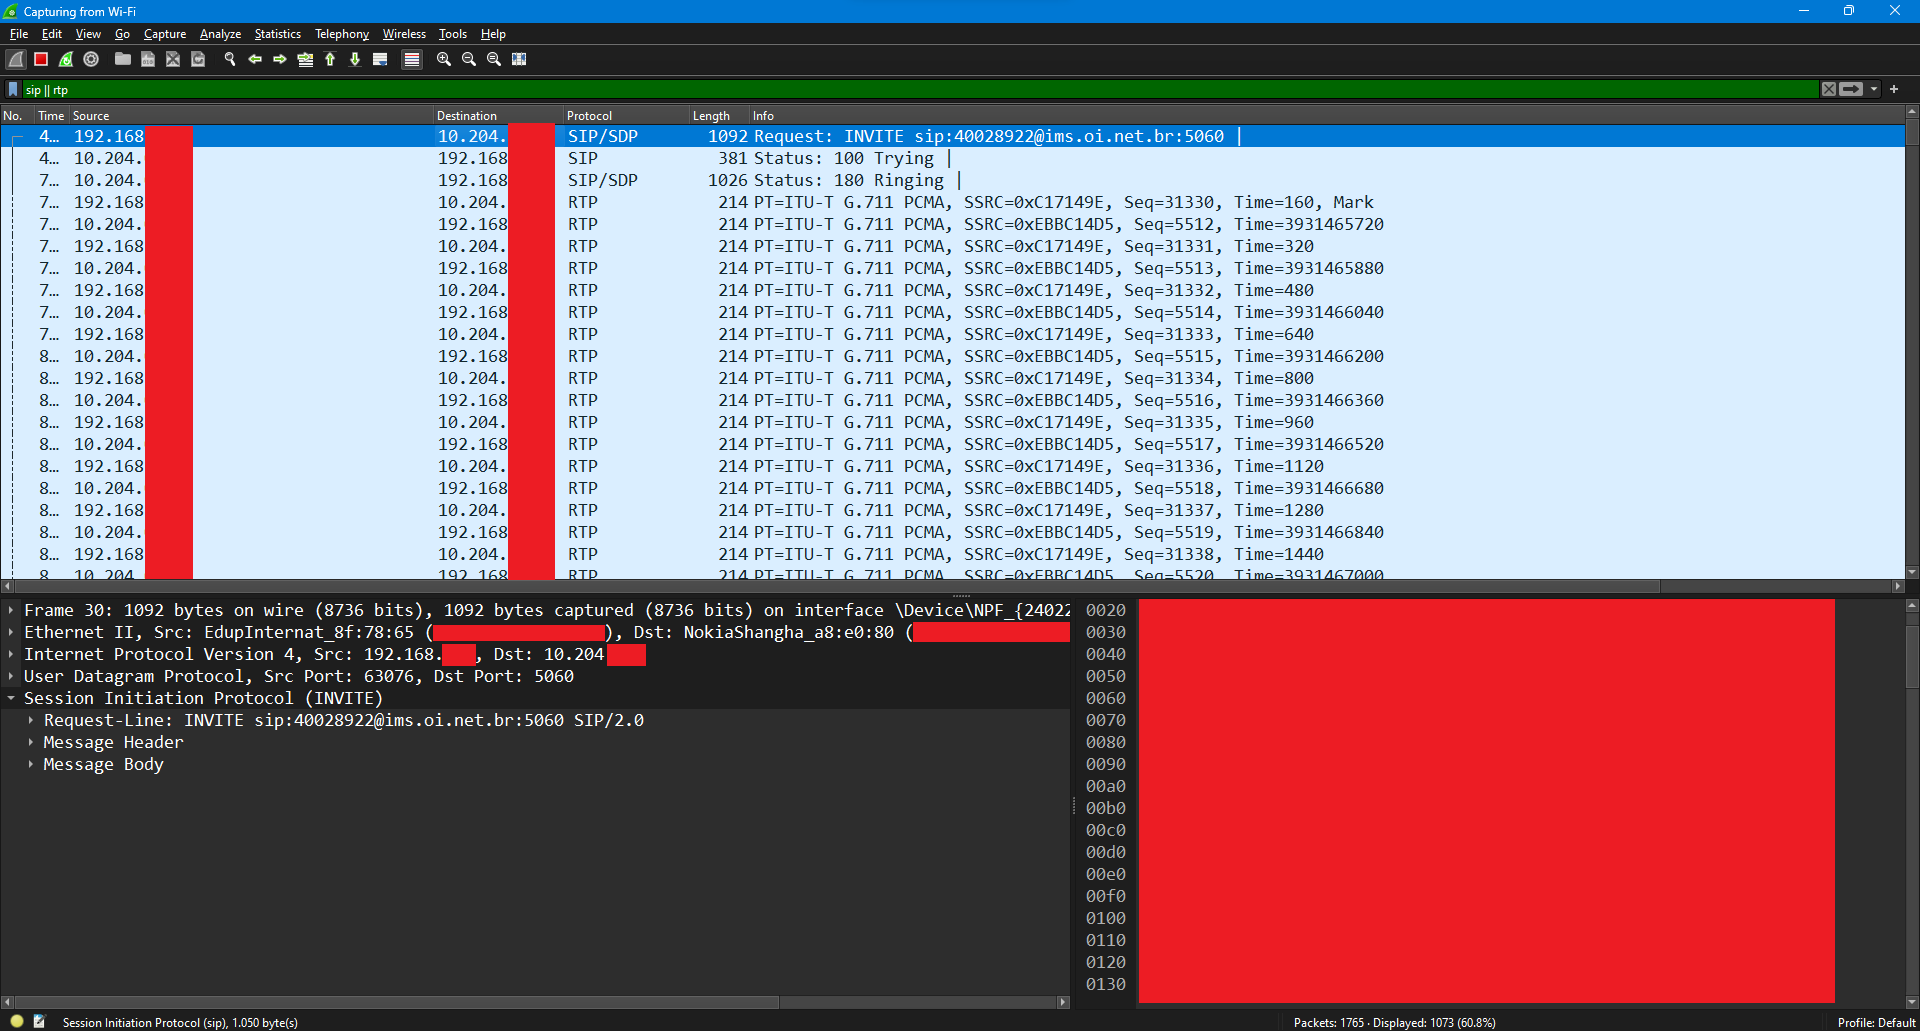 Capturing from Wi-Fi
File Edit View Go Capture Analyze Statistics Telephony Wireless Tools Help
sip || rtp
No. Time Source Destination Protocol Length Info
4… 192.168 10.204. SIP/SDP 1092 Request: INVITE sip:40028922@ims.oi.net.br:5060 |
4… 10.204. 192.168 SIP 381 Status: 100 Trying |
7… 10.204. 192.168 SIP/SDP 1026 Status: 180 Ringing |
7… 192.168 10.204. RTP 214 PT=ITU-T G.711 PCMA, SSRC=0xC17149E, Seq=31330, Time=160, Mark
7… 10.204. 192.168 RTP 214 PT=ITU-T G.711 PCMA, SSRC=0xEBBC14D5, Seq=5512, Time=3931465720
7… 192.168 10.204. RTP 214 PT=ITU-T G.711 PCMA, SSRC=0xC17149E, Seq=31331, Time=320
7… 10.204. 192.168 RTP 214 PT=ITU-T G.711 PCMA, SSRC=0xEBBC14D5, Seq=5513, Time=3931465880
7… 192.168 10.204. RTP 214 PT=ITU-T G.711 PCMA, SSRC=0xC17149E, Seq=31332, Time=480
7… 10.204. 192.168 RTP 214 PT=ITU-T G.711 PCMA, SSRC=0xEBBC14D5, Seq=5514, Time=3931466040
7… 192.168 10.204. RTP 214 PT=ITU-T G.711 PCMA, SSRC=0xC17149E, Seq=31333, Time=640
8… 10.204. 192.168 RTP 214 PT=ITU-T G.711 PCMA, SSRC=0xEBBC14D5, Seq=5515, Time=3931466200
8… 192.168 10.204. RTP 214 PT=ITU-T G.711 PCMA, SSRC=0xC17149E, Seq=31334, Time=800
8… 10.204. 192.168 RTP 214 PT=ITU-T G.711 PCMA, SSRC=0xEBBC14D5, Seq=5516, Time=3931466360
8… 192.168 10.204. RTP 214 PT=ITU-T G.711 PCMA, SSRC=0xC17149E, Seq=31335, Time=960
8… 10.204. 192.168 RTP 214 PT=ITU-T G.711 PCMA, SSRC=0xEBBC14D5, Seq=5517, Time=3931466520
8… 192.168 10.204. RTP 214 PT=ITU-T G.711 PCMA, SSRC=0xC17149E, Seq=31336, Time=1120
8… 10.204. 192.168 RTP 214 PT=ITU-T G.711 PCMA, SSRC=0xEBBC14D5, Seq=5518, Time=3931466680
8… 192.168 10.204. RTP 214 PT=ITU-T G.711 PCMA, SSRC=0xC17149E, Seq=31337, Time=1280
8… 10.204. 192.168 RTP 214 PT=ITU-T G.711 PCMA, SSRC=0xEBBC14D5, Seq=5519, Time=3931466840
8… 192.168 10.204. RTP 214 PT=ITU-T G.711 PCMA, SSRC=0xC17149E, Seq=31338, Time=1440
8 10.204 192.168 RTP 214 PT=ITU-T G.711 PCMA, SSRC=0xEBBC14D5, Seq=5520, Time=3931467000
Frame 30: 1092 bytes on wire (8736 bits), 1092 bytes captured (8736 bits) on interface \Device\NPF_{24022
Ethernet II, Src: EdupInternat_8f:78:65 ( ), Dst: NokiaShangha_a8:e0:80 (
Internet Protocol Version 4, Src: 192.168. , Dst: 10.204
User Datagram Protocol, Src Port: 63076, Dst Port: 5060
Session Initiation Protocol (INVITE)
Request-Line: INVITE sip:40028922@ims.oi.net.br:5060 SIP/2.0
Message Header
Message Body
0020
0030
0040
0050
0060
0070
0080
0090
00a0
00b0
00c0
00d0
00e0
00f0
0100
0110
0120
0130
Session Initiation Protocol (sip), 1.050 byte(s)
Packets: 1765 · Displayed: 1073 (60.8%)
Profile: Default